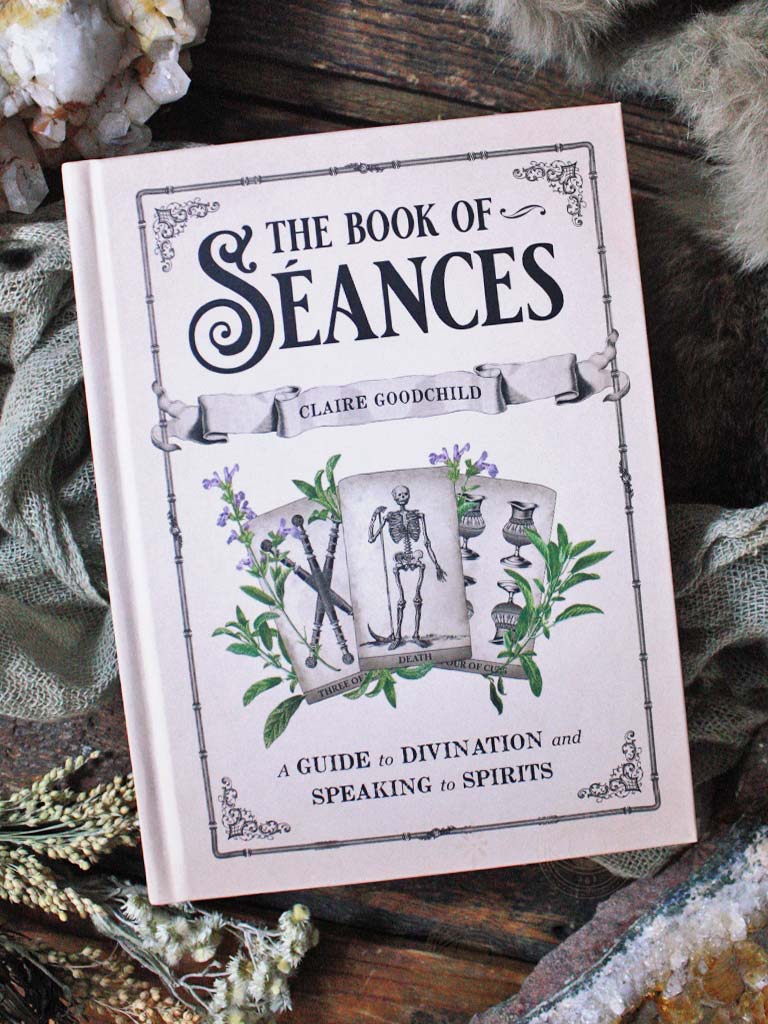 THE BOOK OF
SÉANCES
CLAIRE GOODCHILD
THREE OF
DEATH
FOUR OF CUPS
A GUIDE to DIVINATION and
SPEAKING to SPIRITS